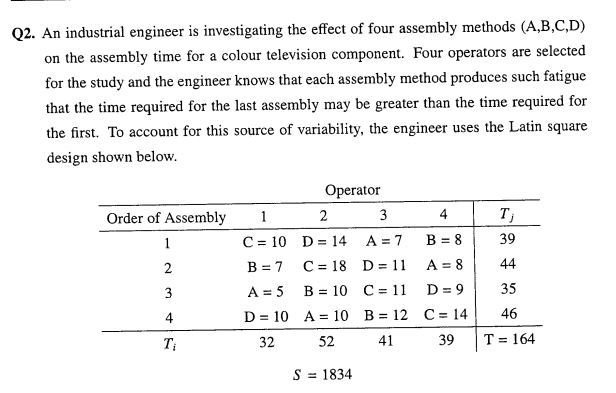 Q2. An industrial engineer is investigating the effect of four assembly methods (A,B,C,D)
on the assembly time for a colour television component. Four operators are selected
for the study and the engineer knows that each assembly method produces such fatigue
that the time required for the last assembly may be greater than the time required for
the first. To account for this source of variability, the engineer uses the Latin square
design shown below.
Operator
Order of Assembly 1 2 3 4 Tj
1 C = 10 D = 14 A = 7 B = 8 39
2 B = 7 C = 18 D = 11 A = 8 44
3 A = 5 B = 10 C = 11 D = 9 35
4 D = 10 A = 10 B = 12 C = 14 46
Ti 32 52 41 39 T = 164
S = 1834